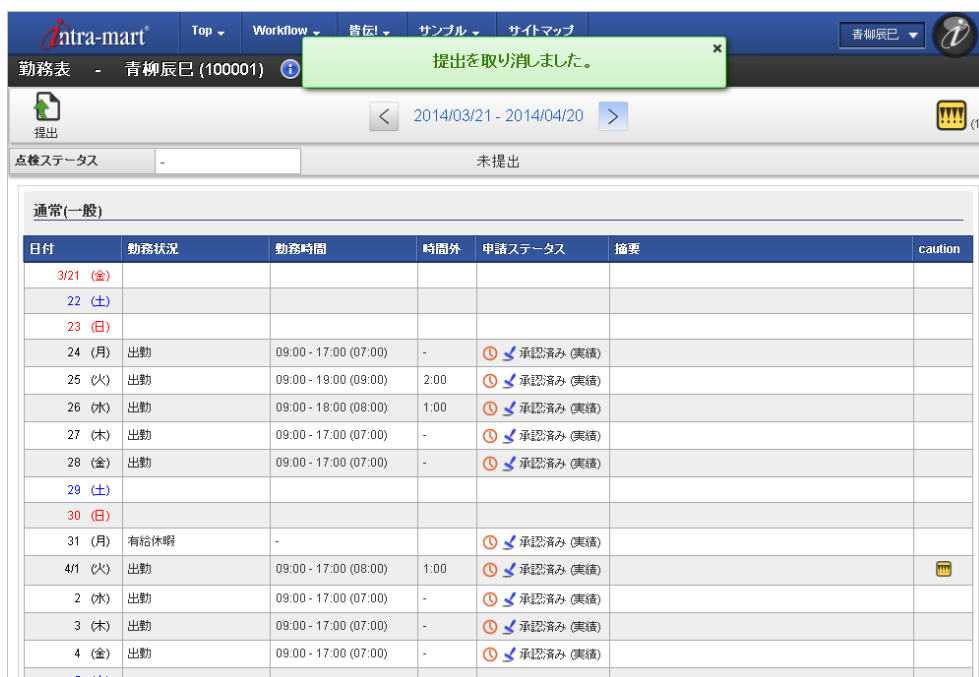 intra-mart® Top Workflow 皆伝! サンプル サイトマップ 青柳辰巳
提出を取り消しました。 ×
勤務表 - 青柳辰巳 (100001)
2014/03/21 - 2014/04/20
提出
点検ステータス - 未提出
通常(一般)
日付 勤務状況 勤務時間 時間外 申請ステータス 摘要 caution
3/21 (金)
22 (土)
23 (日)
24 (月) 出勤 09:00 - 17:00 (07:00) - 承認済み (実績)
25 (火) 出勤 09:00 - 19:00 (09:00) 2:00 承認済み (実績)
26 (水) 出勤 09:00 - 18:00 (08:00) 1:00 承認済み (実績)
27 (木) 出勤 09:00 - 17:00 (07:00) - 承認済み (実績)
28 (金) 出勤 09:00 - 17:00 (07:00) - 承認済み (実績)
29 (土)
30 (日)
31 (月) 有給休暇 - 承認済み (実績)
4/1 (火) 出勤 09:00 - 17:00 (08:00) 1:00 承認済み (実績)
2 (水) 出勤 09:00 - 17:00 (07:00) - 承認済み (実績)
3 (木) 出勤 09:00 - 17:00 (07:00) - 承認済み (実績)
4 (金) 出勤 09:00 - 17:00 (07:00) - 承認済み (実績)